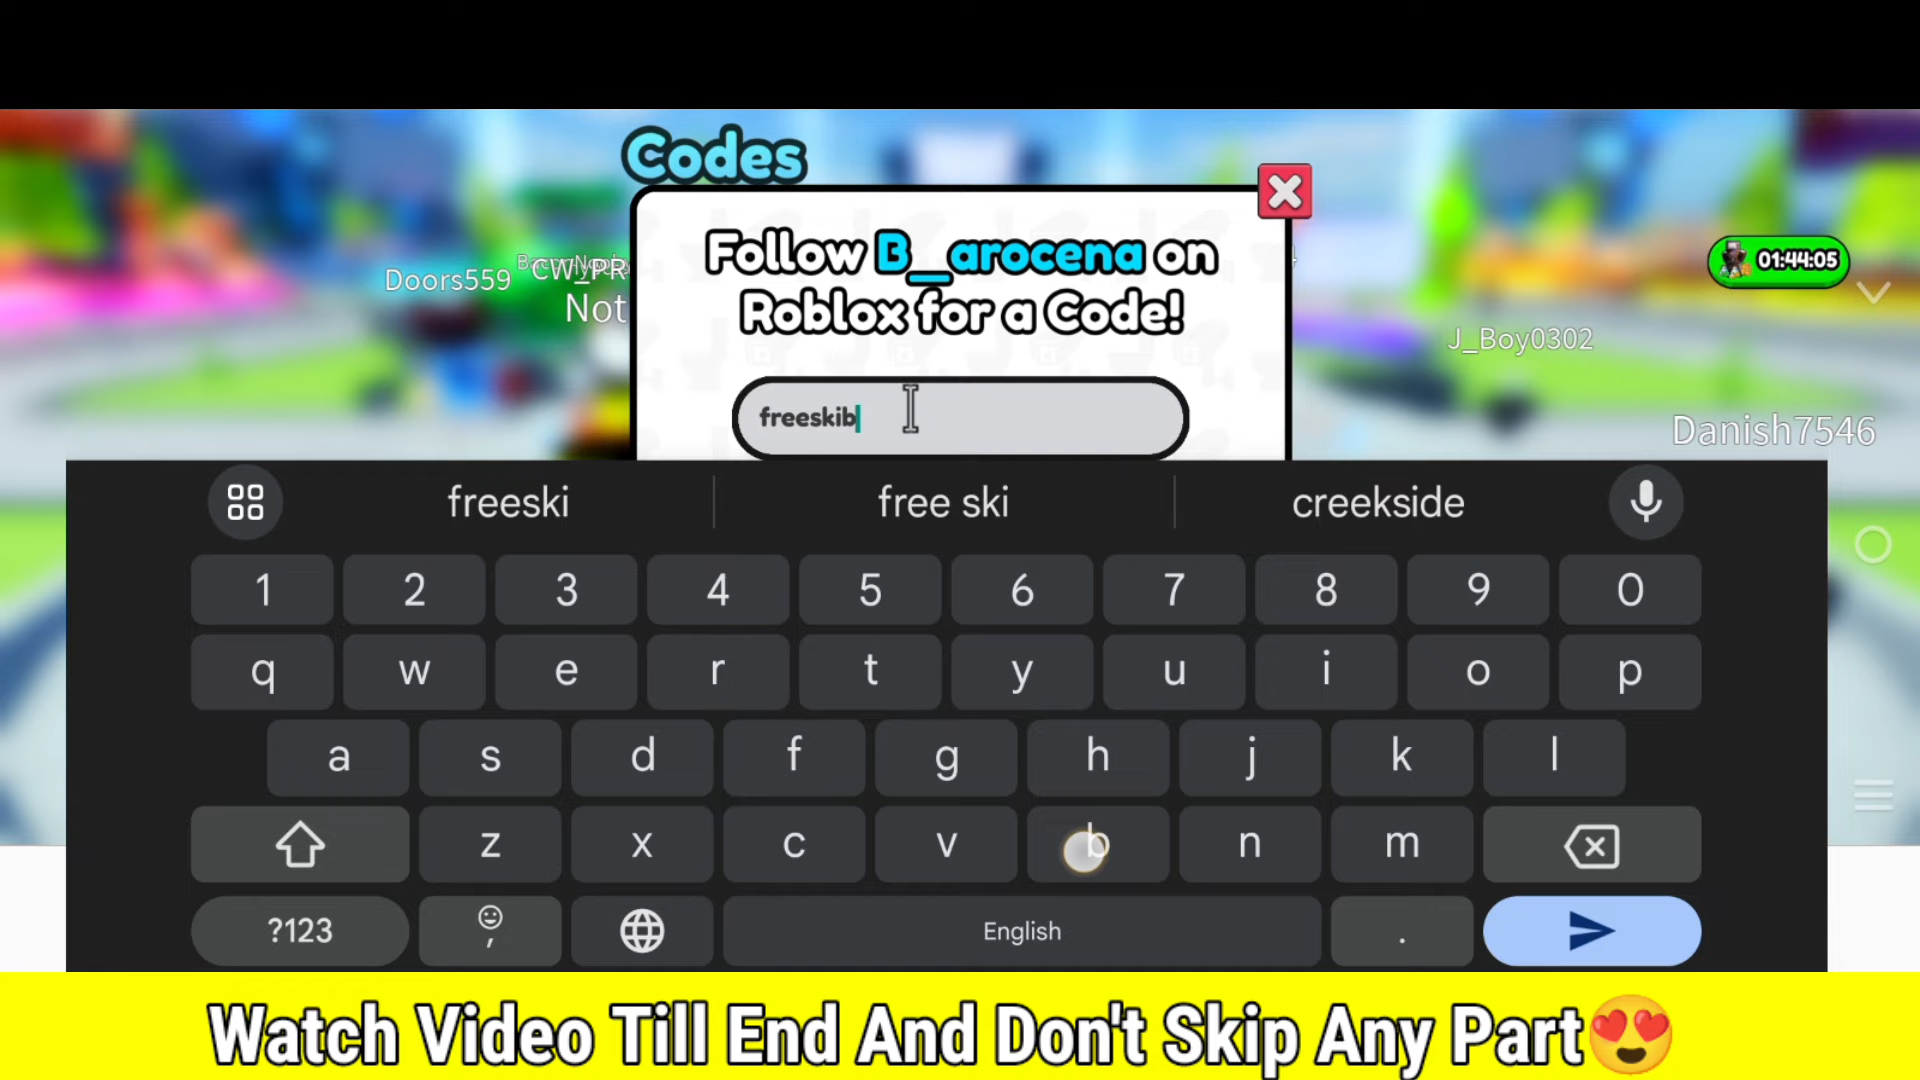 Codes
Follow B__arocena on
Roblox for a Code!
Doors559
CW_PR
Not
01:44:05
J_Boy0302
Danish7546
freeskib
freeski free ski creekside
1 2 3 4 5 6 7 8 9 0
q w e r t y u i o p
a s d f g h j k l
z x c v b n m
?123 , English .
Watch Video Till End And Don't Skip Any Part😍